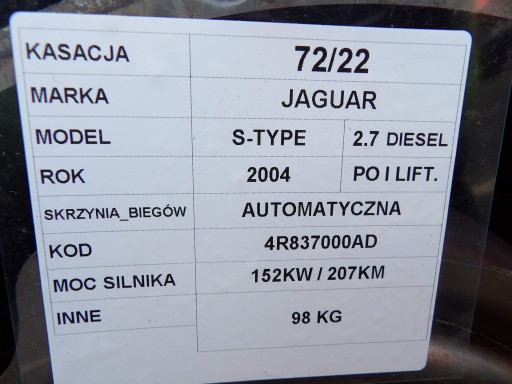 KASACJA 72/22
MARKA JAGUAR
MODEL S-TYPE 2.7 DIESEL
ROK 2004 PO I LIFT.
SKRZYNIA_BIEGÓW AUTOMATYCZNA
KOD 4R837000AD
MOC SILNIKA 152KW / 207KM
INNE 98 KG